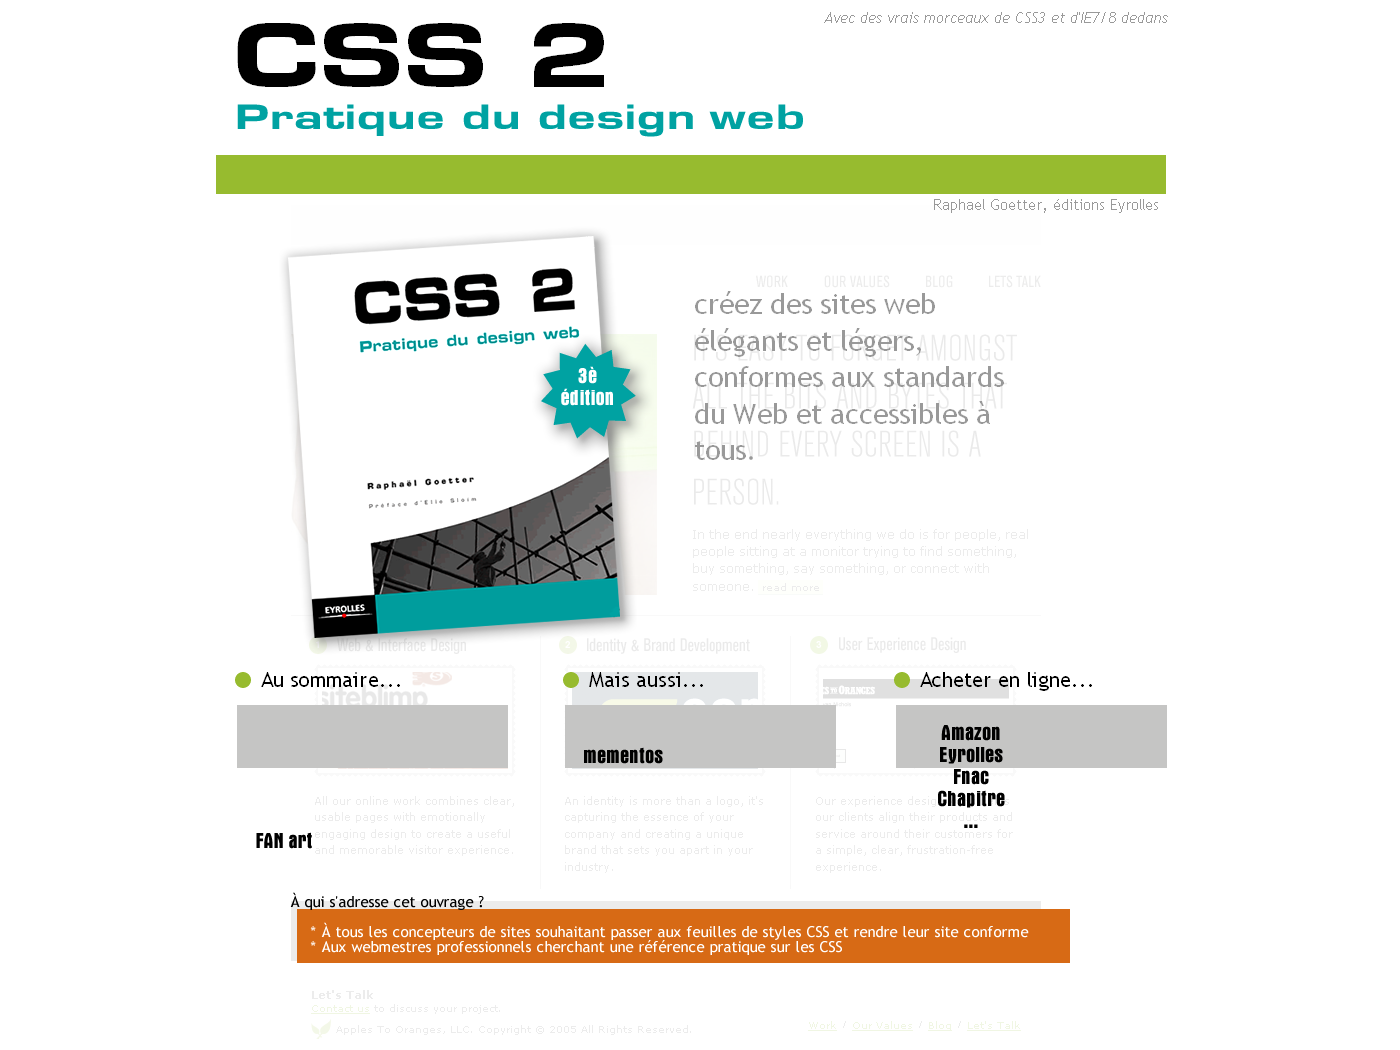 Avec des vrais morceaux de CSS3 et d'IE7/8 dedans
CSS 2
Pratique du design web
Raphael Goetter, éditions Eyrolles
WORK OUR VALUES BLOG LETS TALK
CSS 2
Pratique du design web
3è
édition
Raphaël Goetter
Préface d'Elie Sloim
EYROLLES
créez des sites web
élégants et légers,
conformes aux standards
du Web et accessibles à
tous.
IT'S EASY TO FORGET AMONGST
ALL THE BITS AND BYTES THAT
BEHIND EVERY SCREEN IS A
PERSON.
In the end nearly everything we do is for people, real
people sitting at a monitor trying to find something,
buy something, say something, or connect with
someone. read more
Web & Interface Design
2 Identity & Brand Development
3 User Experience Design
Au sommaire...
Mais aussi...
Acheter en ligne...
siteblimp
ORANGES
mementos
Amazon
Eyrolles
Fnac
Chapitre
...
All our online work combines clear,
usable pages with emotionally
engaging design to create a useful
and memorable visitor experience.
FAN art
An identity is more than a logo, it's
capturing the essence of your
company and creating a unique
brand that sets you apart in your
industry.
Our experience
our clients align their products and
service around their customers for
a simple, clear, frustration-free
experience.
À qui s'adresse cet ouvrage ?
* À tous les concepteurs de sites souhaitant passer aux feuilles de styles CSS et rendre leur site conforme
* Aux webmestres professionnels cherchant une référence pratique sur les CSS
Let's Talk
Contact us to discuss your project.
Apples To Oranges, LLC. Copyright @ 2005 All Rights Reserved.
Work / Our Values / Blog / Let's Talk